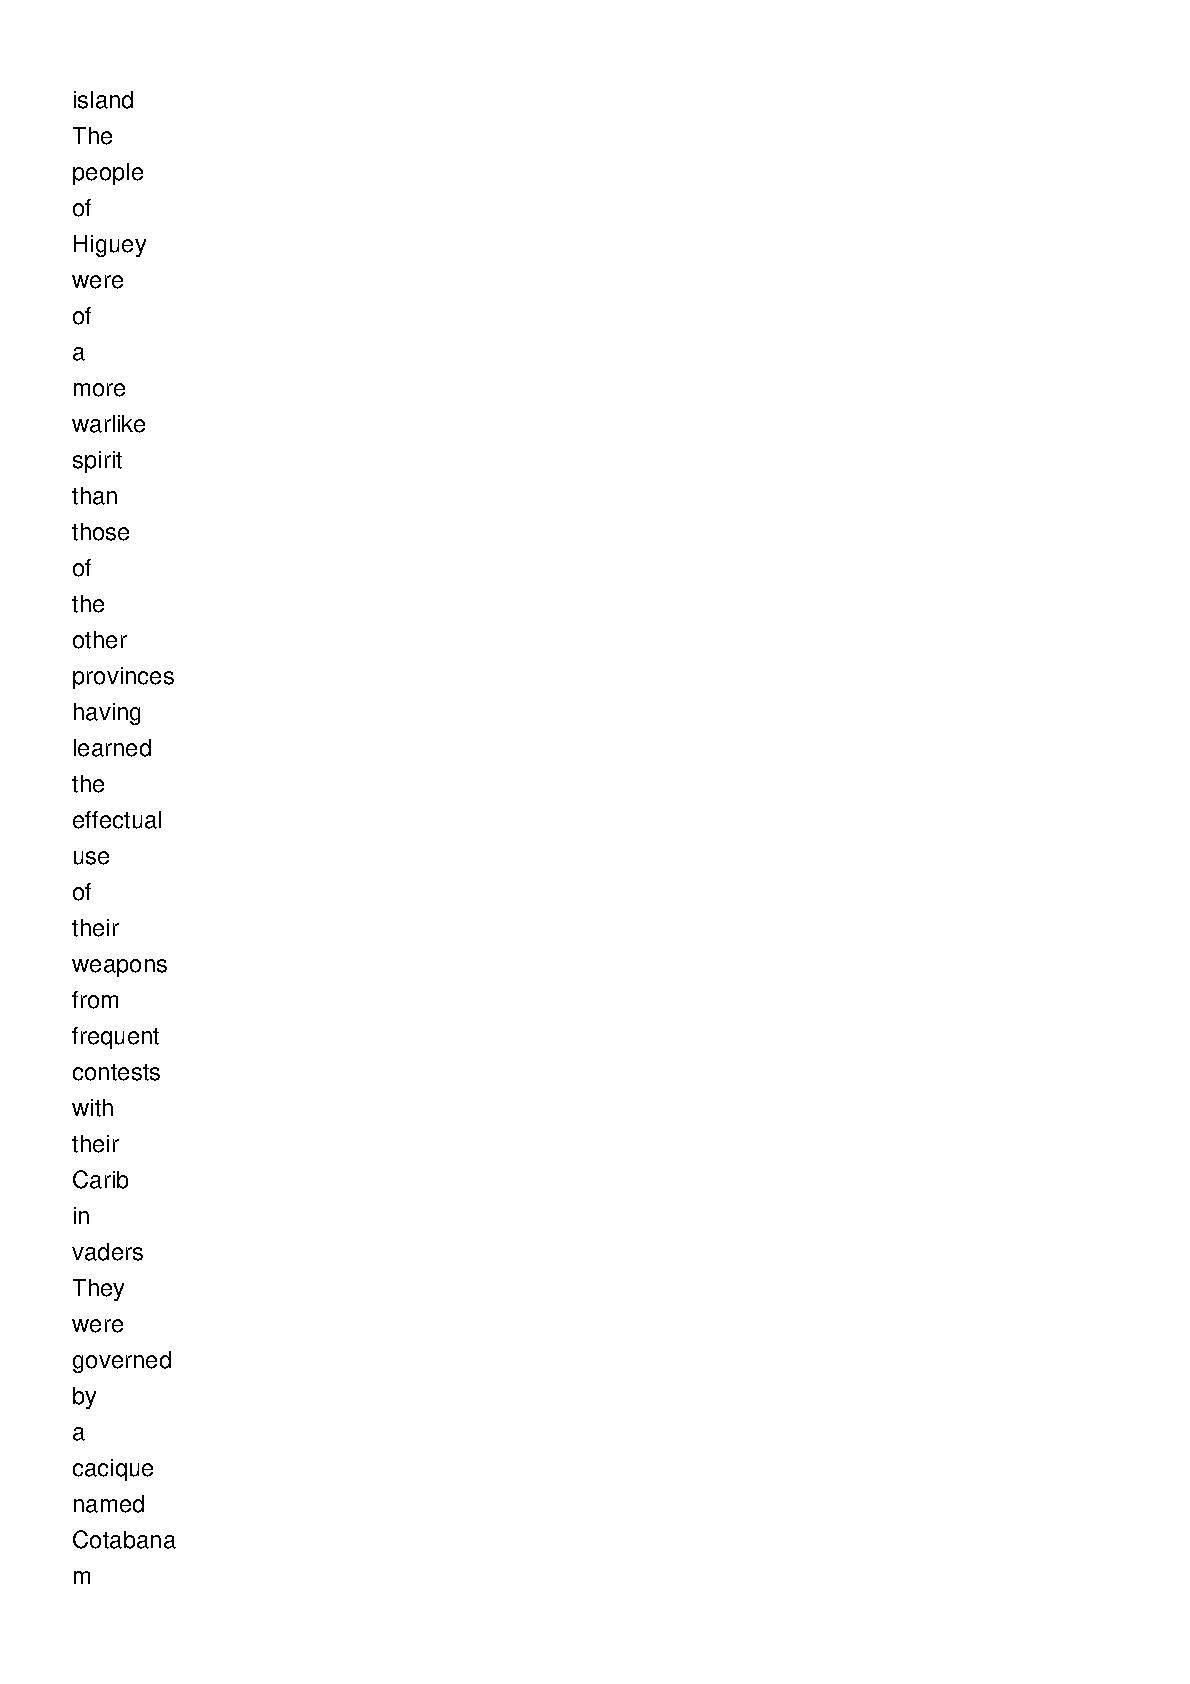 island
The
people
of
Higuey
were
of
a
more
warlike
spirit
than
those
of
the
other
provinces
having
learned
the
effectual
use
of
their
weapons
from
frequent
contests
with
their
Carib
in
vaders
They
were
governed
by
a
cacique
named
Cotabana
m